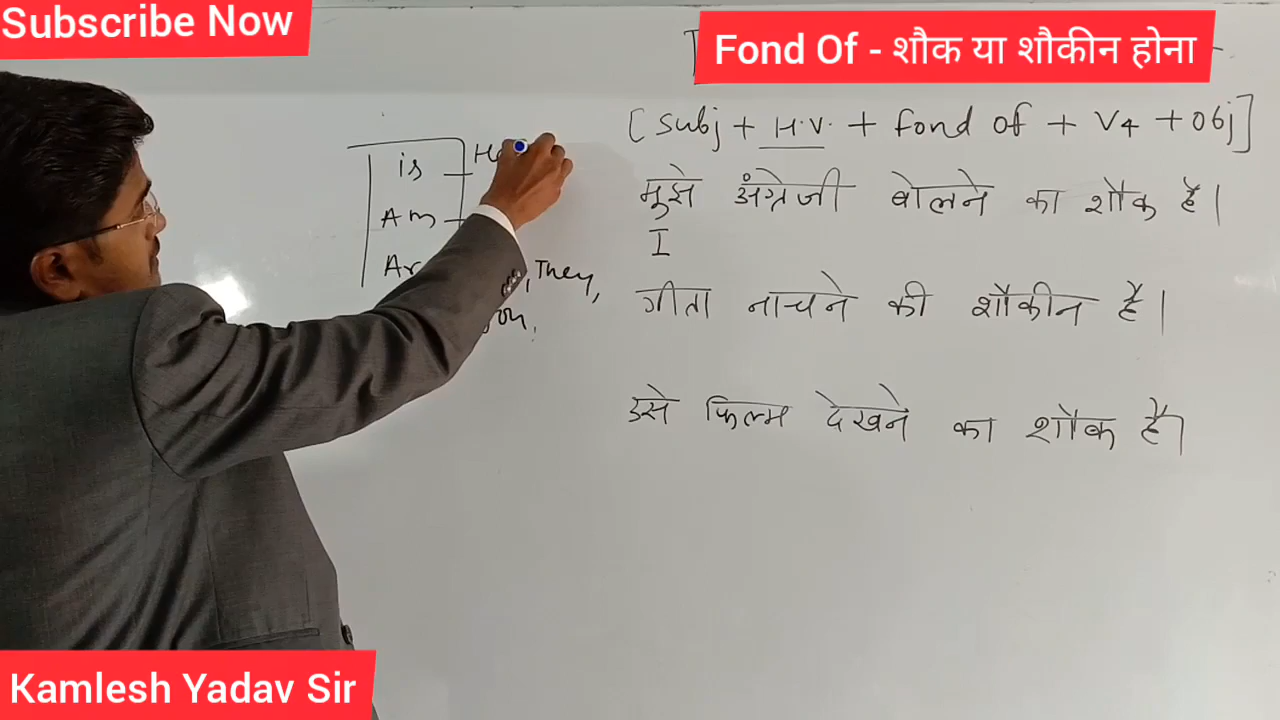 Subscribe Now
Fond Of - शौक या शौकीन होना
[Subj + H.V. + fond of + V4 + Obj]
is
मुझे अंग्रेजी बोलने का शौक है।
Am
I
They,
गीता नाचने की शौकीन है।
उसे फिल्म देखने का शौक है।
Kamlesh Yadav Sir